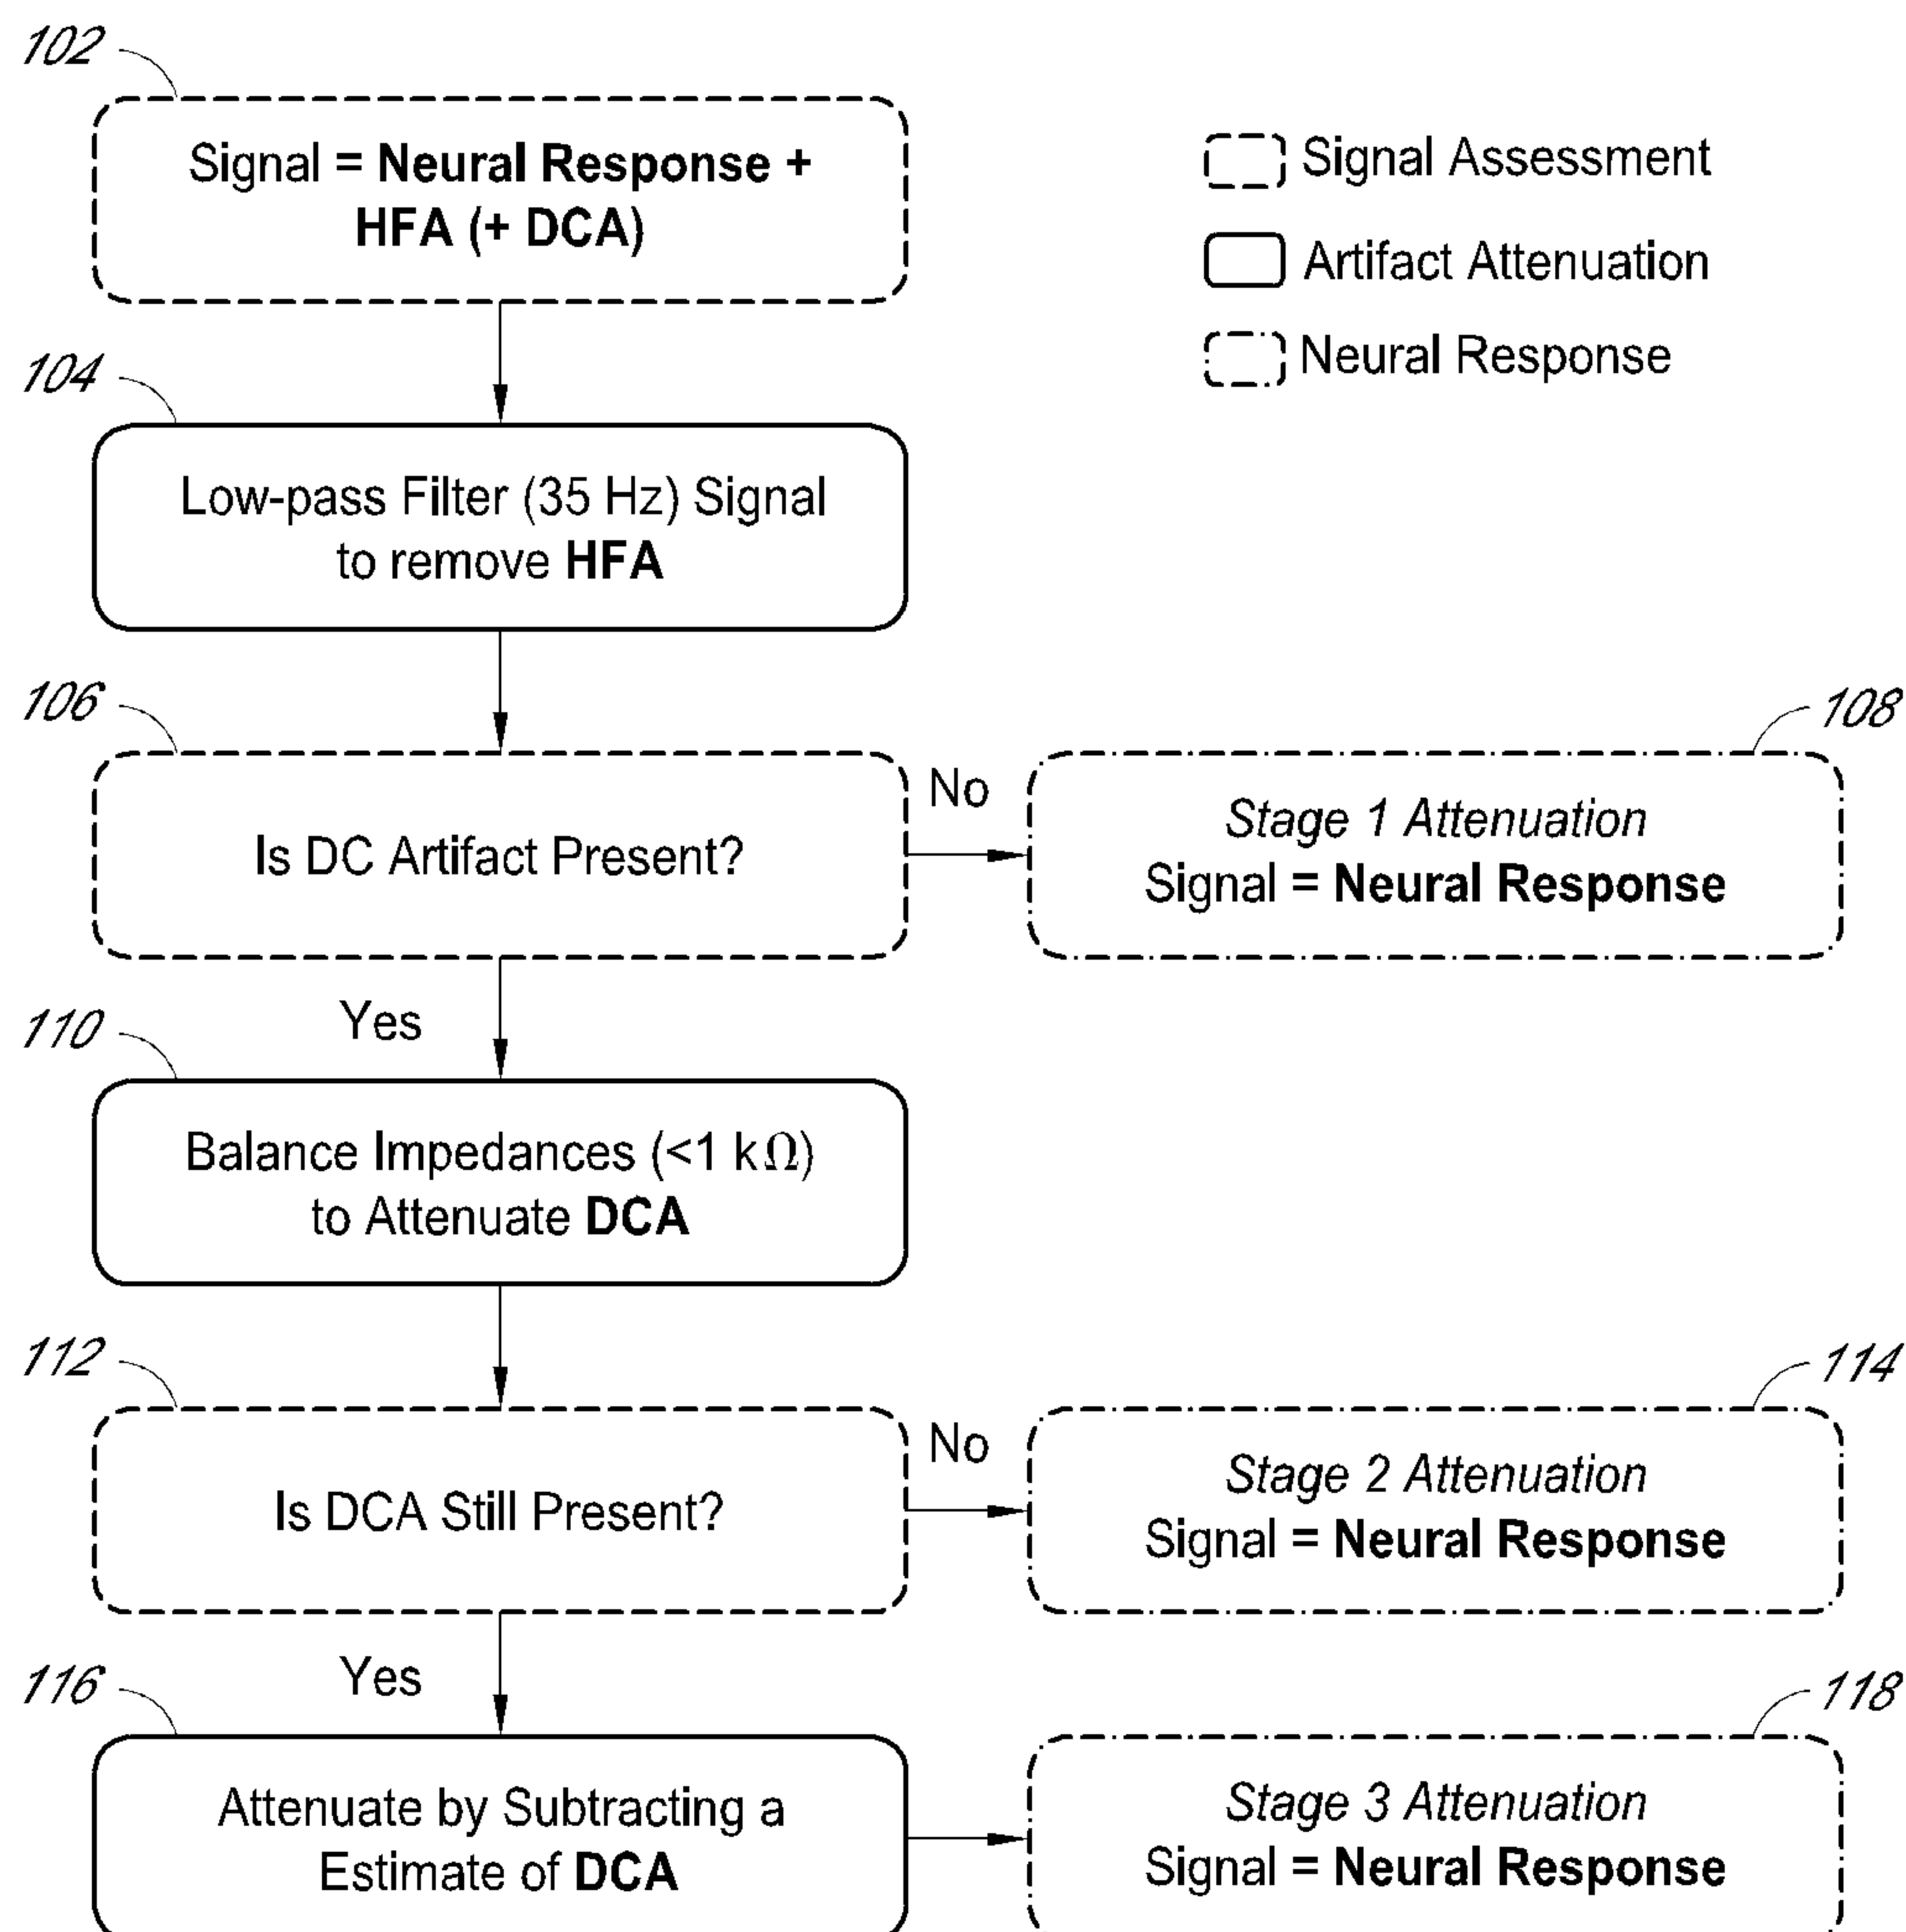 102
Signal = Neural Response +
HFA (+ DCA)
Signal Assessment
Artifact Attenuation
Neural Response
104
Low-pass Filter (35 Hz) Signal
to remove HFA
106
Is DC Artifact Present?
No
108
Stage 1 Attenuation
Signal = Neural Response
Yes
110
Balance Impedances (<1 kΩ)
to Attenuate DCA
112
Is DCA Still Present?
No
114
Stage 2 Attenuation
Signal = Neural Response
Yes
116
Attenuate by Subtracting a
Estimate of DCA
118
Stage 3 Attenuation
Signal = Neural Response